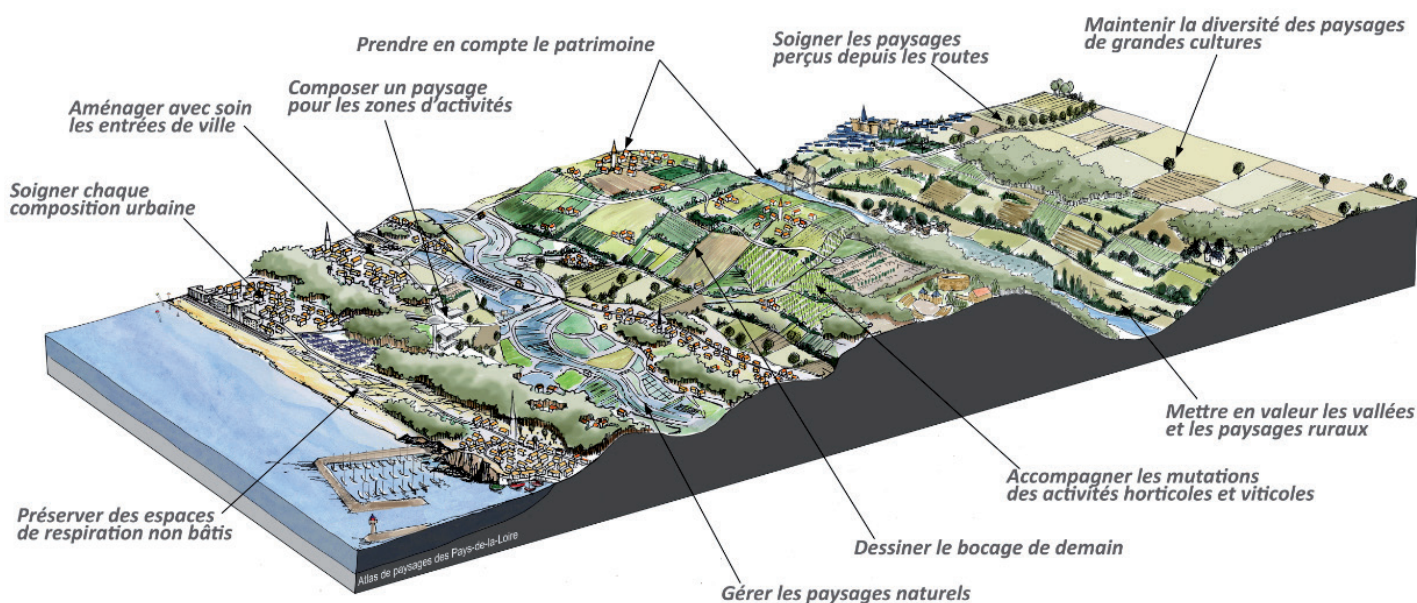 Prendre en compte le patrimoine
Soigner les paysages
perçus depuis les routes
Maintenir la diversité des paysages
de grandes cultures
Composer un paysage
pour les zones d'activités
Aménager avec soin
les entrées de ville
Soigner chaque
composition urbaine
Mettre en valeur les vallées
et les paysages ruraux
Accompagner les mutations
des activités horticoles et viticoles
Préserver des espaces
de respiration non bâtis
Dessiner le bocage de demain
Atlas de paysages des Pays-de-la-Loire
Gérer les paysages naturels